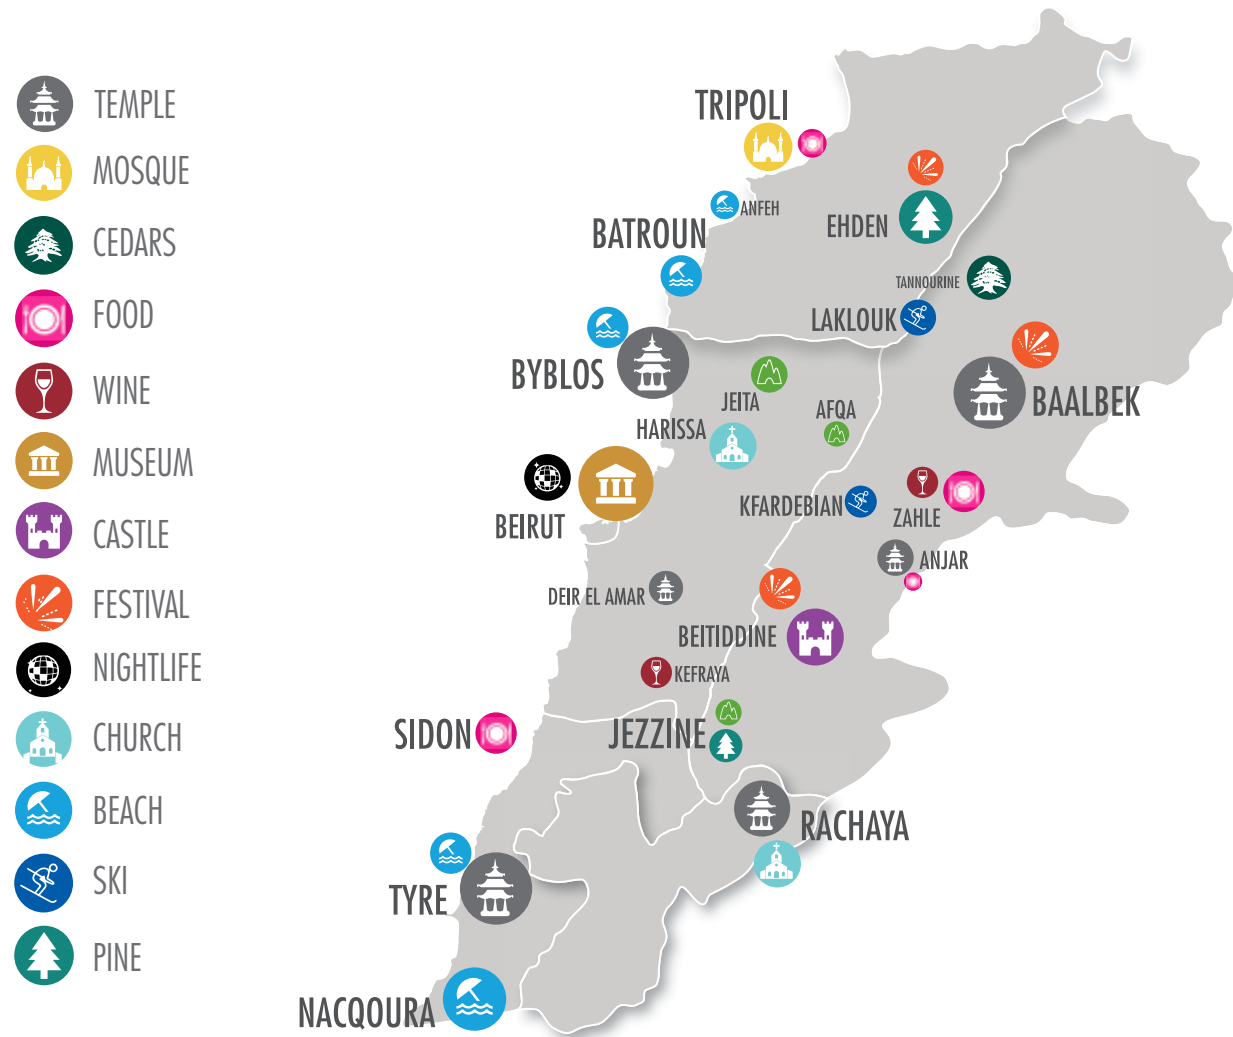 TEMPLE
MOSQUE
CEDARS
FOOD
WINE
MUSEUM
CASTLE
FESTIVAL
NIGHTLIFE
CHURCH
BEACH
SKI
PINE
TRIPOLI
ANFEH
BATROUN
EHDEN
TANNOURINE
LAKLOUK
BYBLOS
JEITA
AFQA
BAALBEK
HARISSA
BEIRUT
KFARDEBIAN
ZAHLE
ANJAR
DEIR EL AMAR
BEITIDDINE
KEFRAYA
SIDON
JEZZINE
RACHAYA
TYRE
NACQOURA